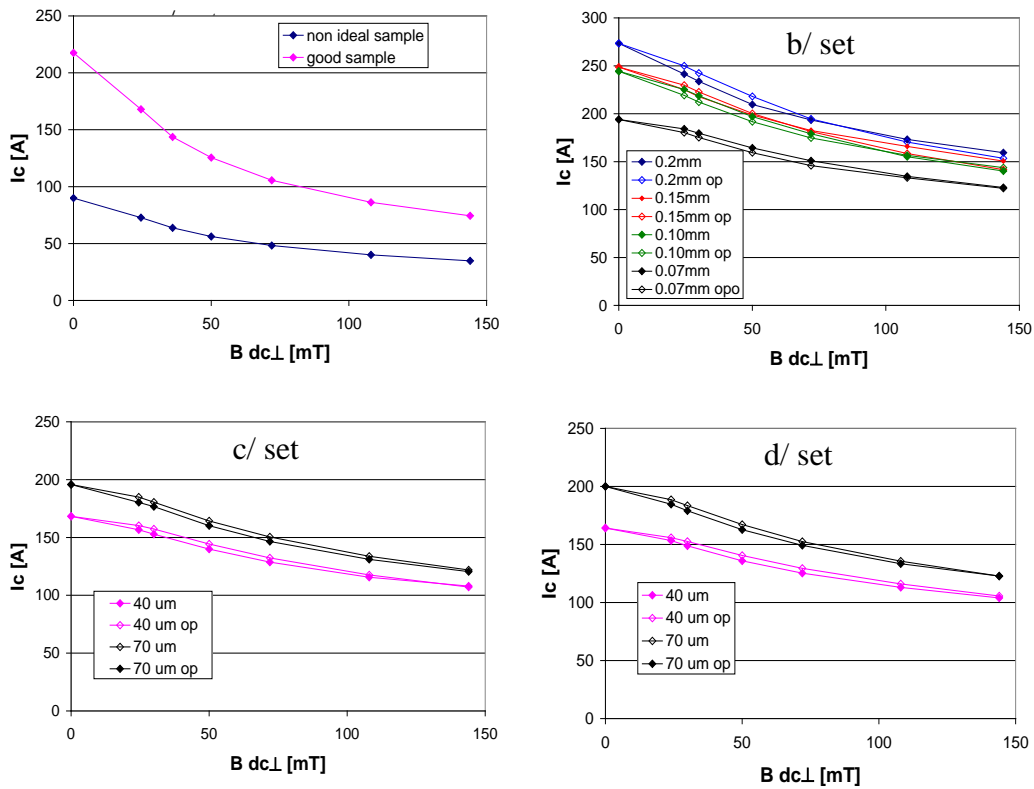 non ideal sample
good sample
Ic [A]
250
200
150
100
50
0
0 50 100 150
B dc⊥ [mT]
b/ set
Ic [A]
300
250
200
150
100
50
0
0.2mm
0.2mm op
0.15mm
0.15mm op
0.10mm
0.10mm op
0.07mm
0.07mm opo
0 50 100 150
B dc⊥ [mT]
c/ set
Ic [A]
250
200
150
100
50
0
40 um
40 um op
70 um
70 um op
0 50 100 150
B dc⊥ [mT]
d/ set
Ic [A]
250
200
150
100
50
0
40 um
40 um op
70 um
70 um op
0 50 100 150
B dc⊥ [mT]